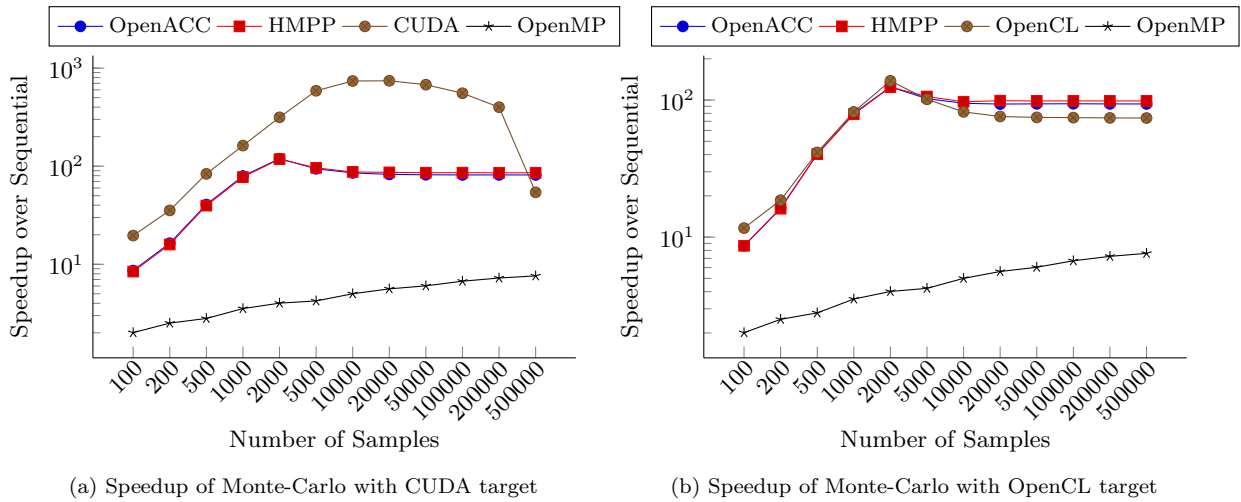 OpenACC HMPP CUDA OpenMP
10^3
10^2
10^1
Speedup over Sequential
100 200 500 1000 2000 5000 10000 20000 50000 100000 200000 500000
Number of Samples
(a) Speedup of Monte-Carlo with CUDA target
OpenACC HMPP OpenCL OpenMP
10^2
10^1
Speedup over Sequential
100 200 500 1000 2000 5000 10000 20000 50000 100000 200000 500000
Number of Samples
(b) Speedup of Monte-Carlo with OpenCL target